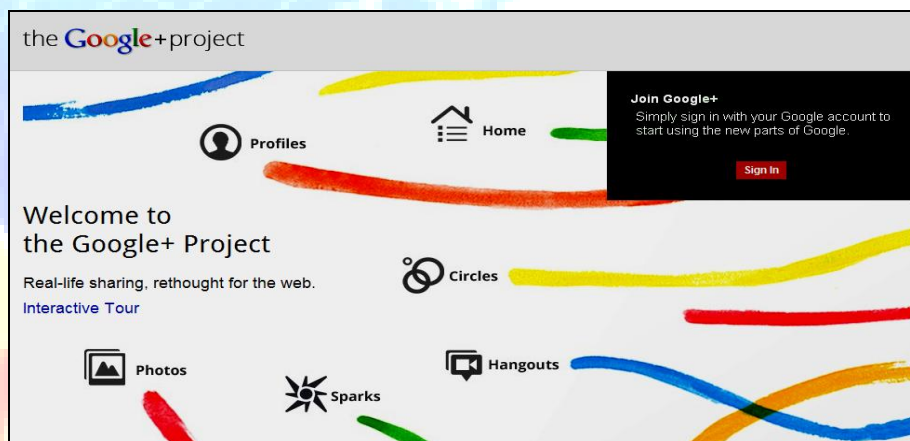 the Google+project
Join Google+
Simply sign in with your Google account to
start using the new parts of Google.
Sign In
Home
Profiles
Welcome to
the Google+ Project
Real-life sharing, rethought for the web.
Interactive Tour
Circles
Hangouts
Photos
Sparks